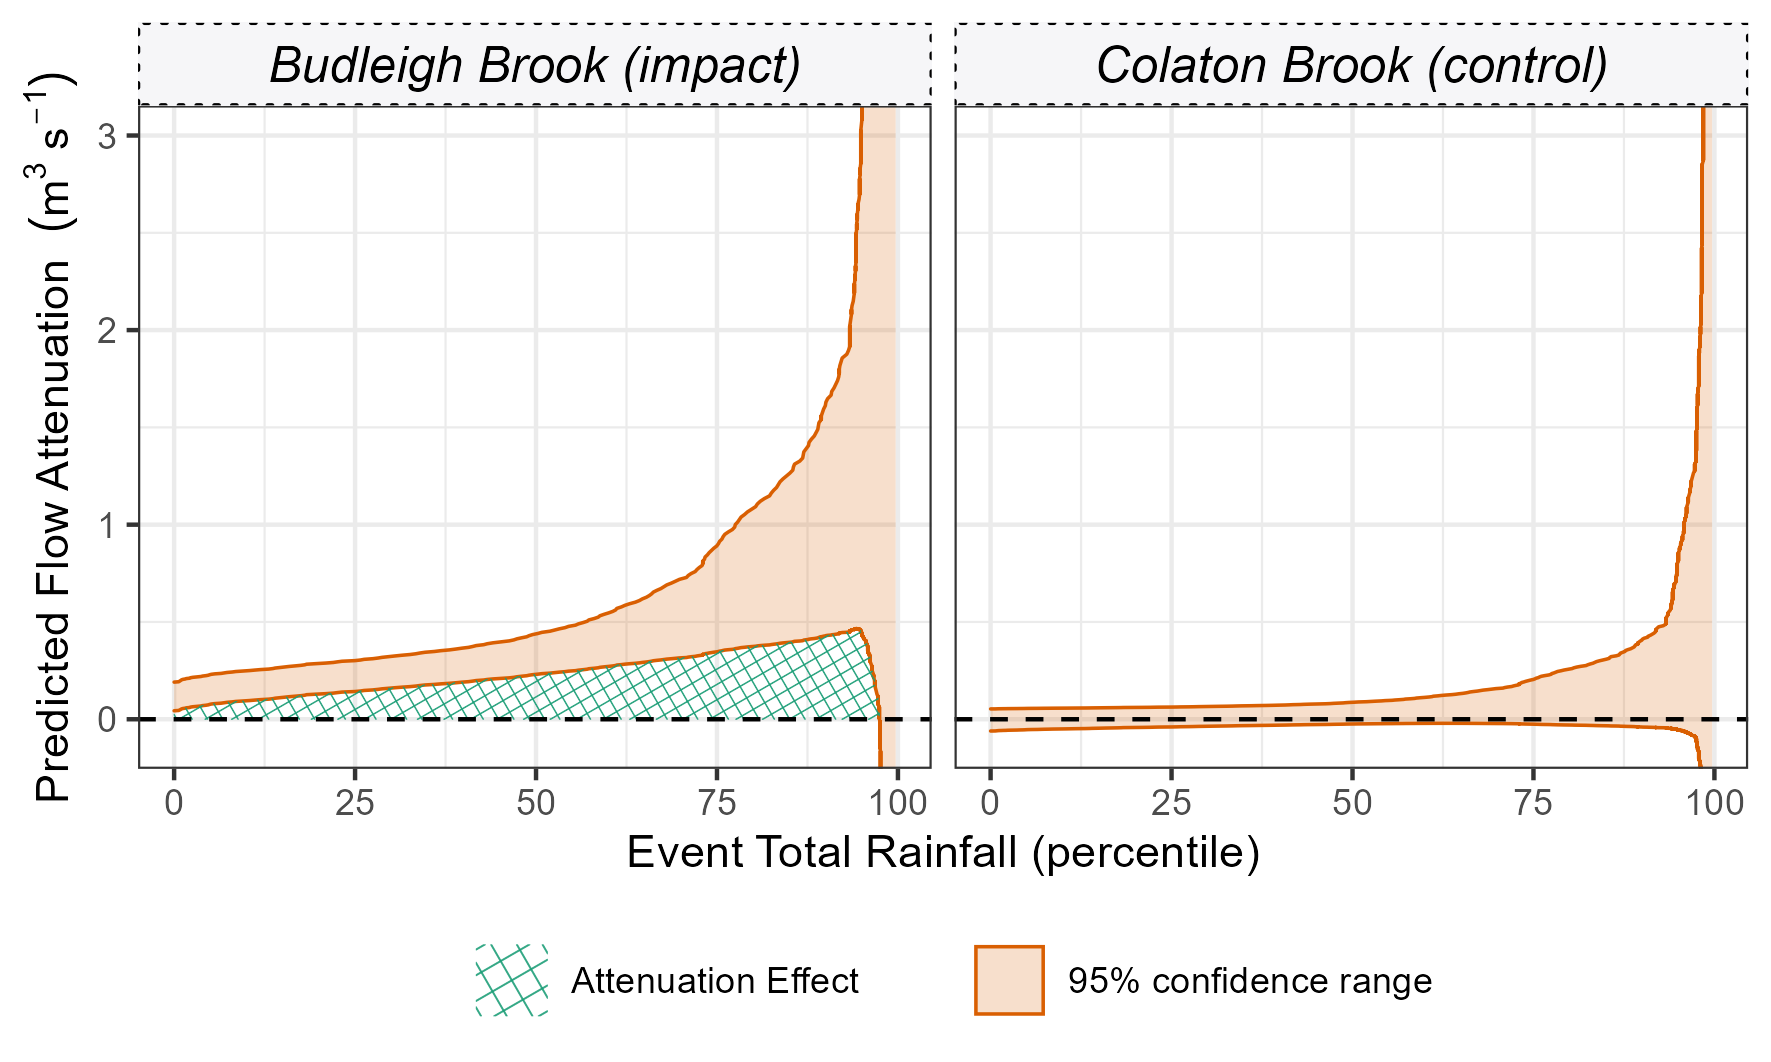 Budleigh Brook (impact)
Colaton Brook (control)
Predicted Flow Attenuation (m³ s⁻¹)
3
2
1
0
0 25 50 75 100
0 25 50 75 100
Event Total Rainfall (percentile)
Attenuation Effect
95% confidence range